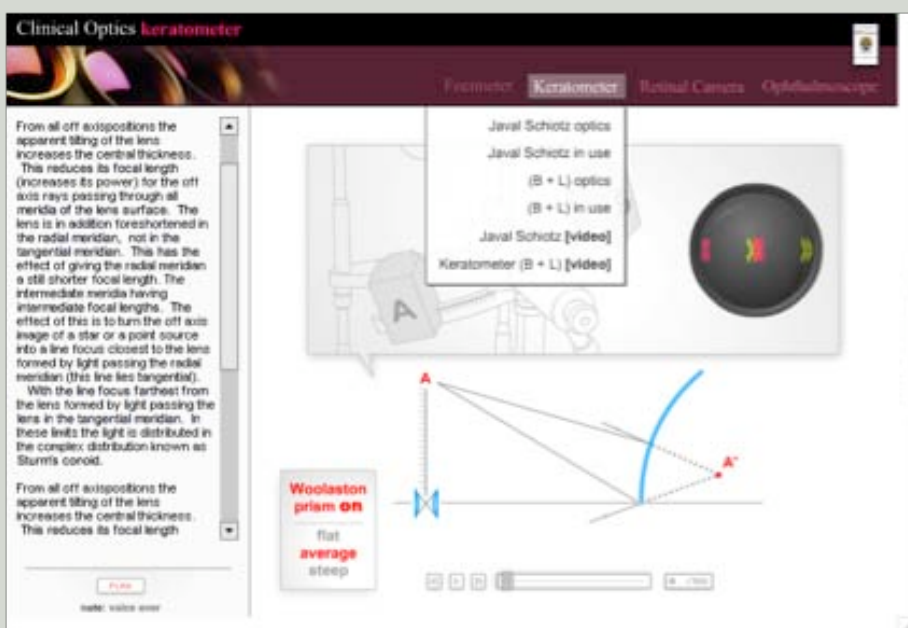 Clinical Optics keratometer
Focimeter Keratometer Retinal Camera Ophthalmoscope
Javal Schiotz optics
Javal Schiotz in use
(B + L) optics
(B + L) in use
Javal Schiotz [video]
Keratometer (B + L) [video]
From all off axispositions the
apparent tilting of the lens
increases the central thickness.
This reduces its focal length
(increases its power) for the off
axis rays passing through all
meridia of the lens surface. The
lens is in addition foreshortened in
the radial meridian, not in the
tangential meridian. This has the
effect of giving the radial meridian
a still shorter focal length. The
intermediate meridia having
intermediate focal lengths. The
effect of this is to turn the off axis
image of a star or a point source
into a line focus closest to the lens
formed by light passing the radial
meridian (this line lies tangential).
With the line focus farthest from
the lens formed by light passing the
lens in the tangential meridian. In
these limits the light is distributed in
the complex distribution known as
Sturm's conoid.
From all off axispositions the
apparent tilting of the lens
increases the central thickness.
This reduces its focal length
note: voice over
A
A
A"
Woolaston
prism on
flat
average
steep